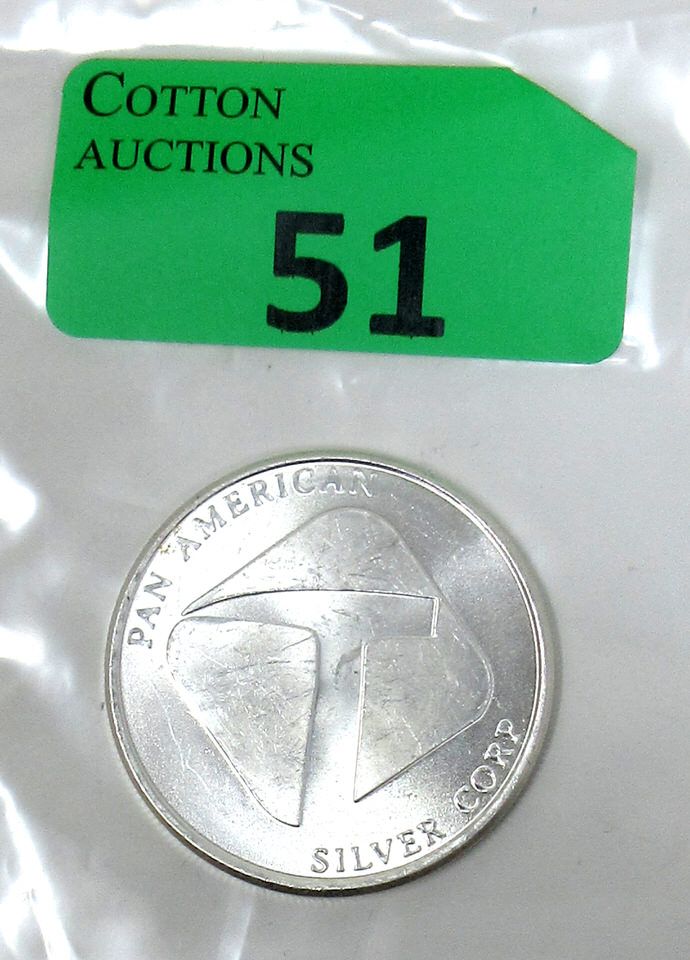 COTTON
AUCTIONS
51
PAN AMERICAN
SILVER CORP